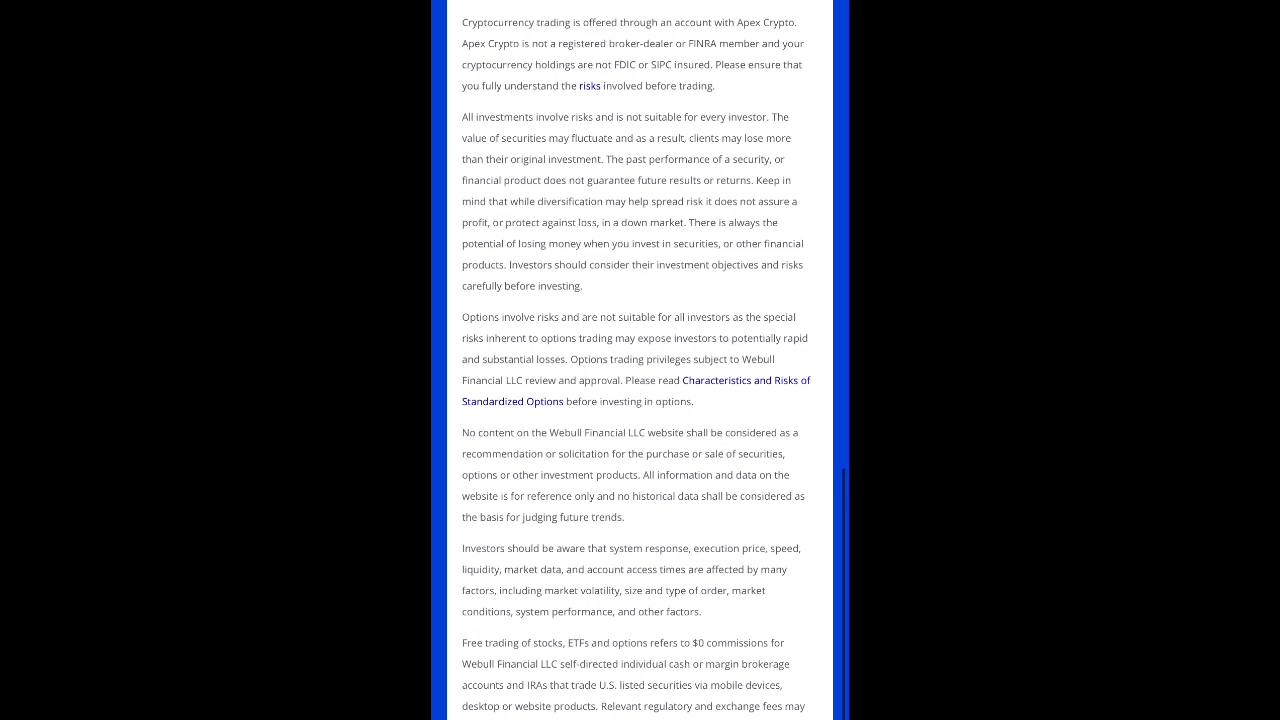 Cryptocurrency trading is offered through an account with Apex Crypto.
Apex Crypto is not a registered broker-dealer or FINRA member and your
cryptocurrency holdings are not FDIC or SIPC insured. Please ensure that
you fully understand the risks involved before trading.
All investments involve risks and is not suitable for every investor. The
value of securities may fluctuate and as a result, clients may lose more
than their original investment. The past performance of a security, or
financial product does not guarantee future results or returns. Keep in
mind that while diversification may help spread risk it does not assure a
profit, or protect against loss, in a down market. There is always the
potential of losing money when you invest in securities, or other financial
products. Investors should consider their investment objectives and risks
carefully before investing.
Options involve risks and are not suitable for all investors as the special
risks inherent to options trading may expose investors to potentially rapid
and substantial losses. Options trading privileges subject to Webull
Financial LLC review and approval. Please read Characteristics and Risks of
Standardized Options before investing in options.
No content on the Webull Financial LLC website shall be considered as a
recommendation or solicitation for the purchase or sale of securities,
options or other investment products. All information and data on the
website is for reference only and no historical data shall be considered as
the basis for judging future trends.
Investors should be aware that system response, execution price, speed,
liquidity, market data, and account access times are affected by many
factors, including market volatility, size and type of order, market
conditions, system performance, and other factors.
Free trading of stocks, ETFs and options refers to $0 commissions for
Webull Financial LLC self-directed individual cash or margin brokerage
accounts and IRAs that trade U.S. listed securities via mobile devices,
desktop or website products. Relevant regulatory and exchange fees may